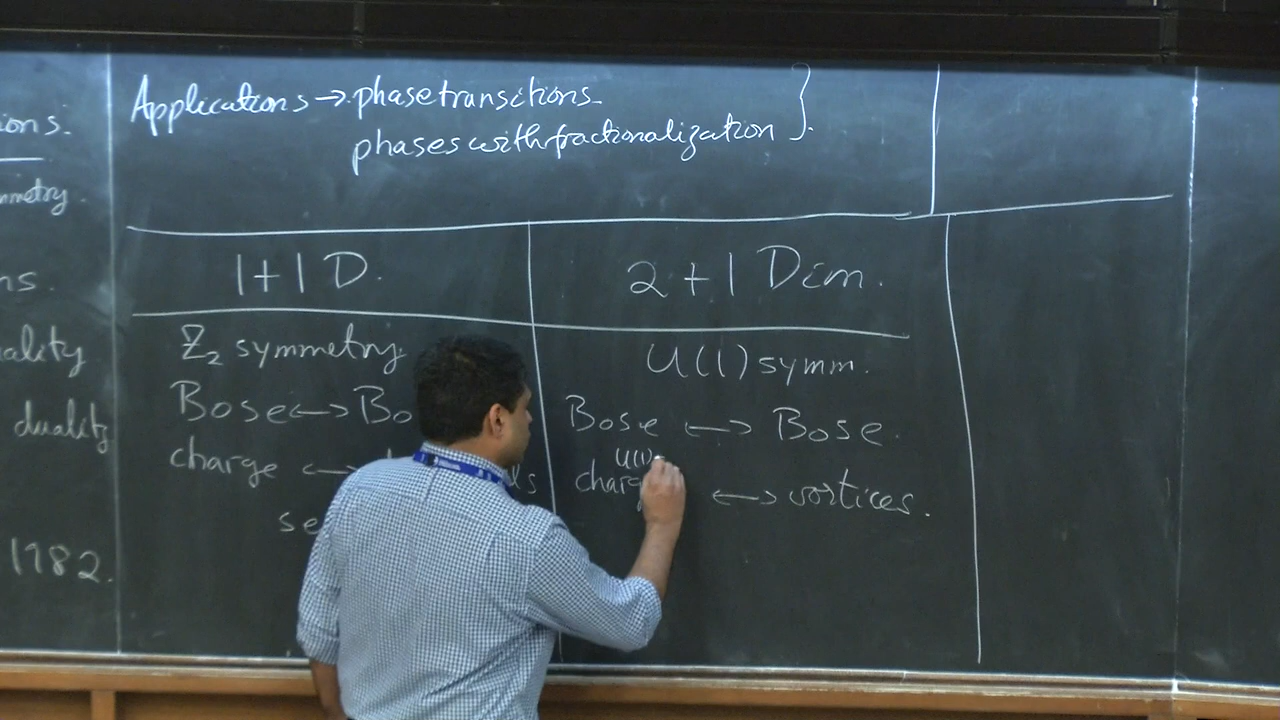 ions.
mmetry.
ns.
ality
duality
1182.
Applications → phase transitions
phases with fractionalization }.
1+1 D.
Z₂ symmetry
Bose ⟷ Bo
charge ⟷
se
2+1 Dim.
U(1) symm.
Bose ⟷ Bose.
U(1)
charg ⟷ vortices.